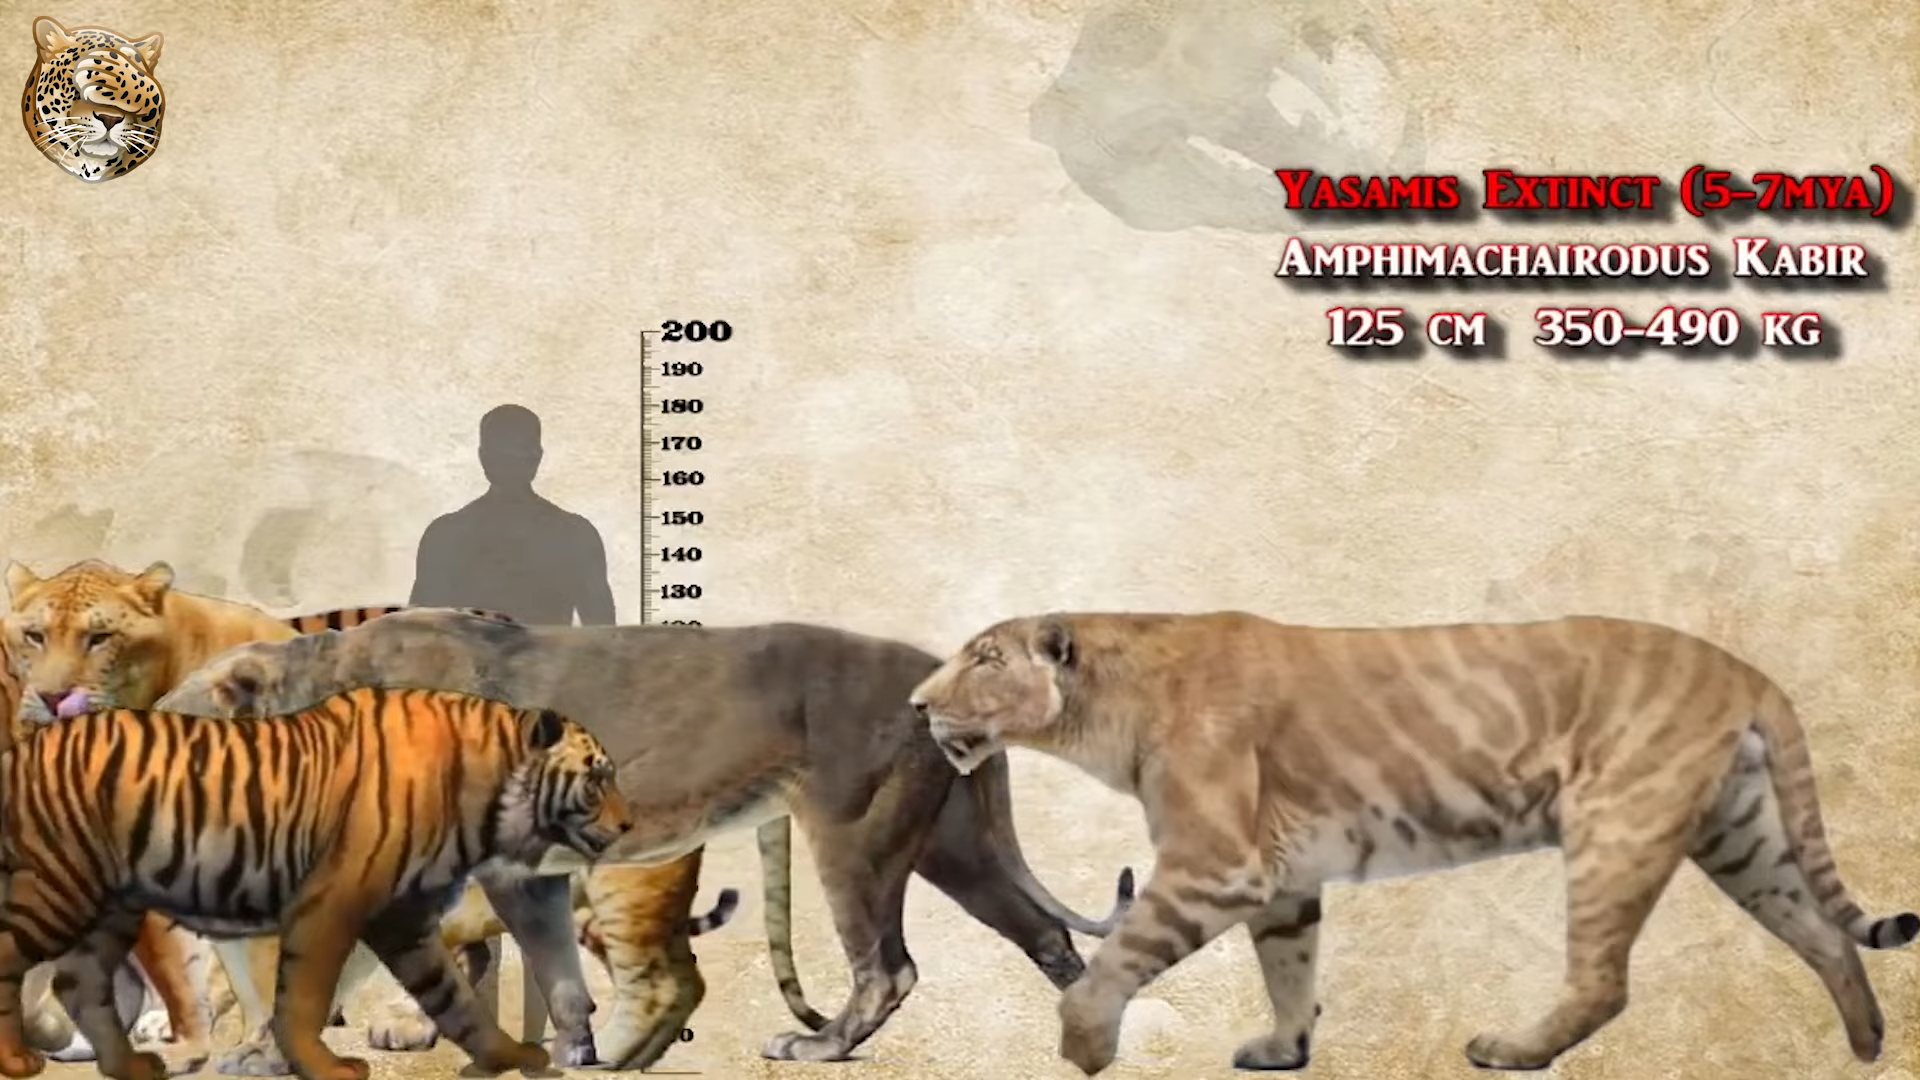 Yasamis Extinct (5-7mya)
Amphimachairodus Kabir
125 cm 350-490 kg
200
190
180
170
160
150
140
130